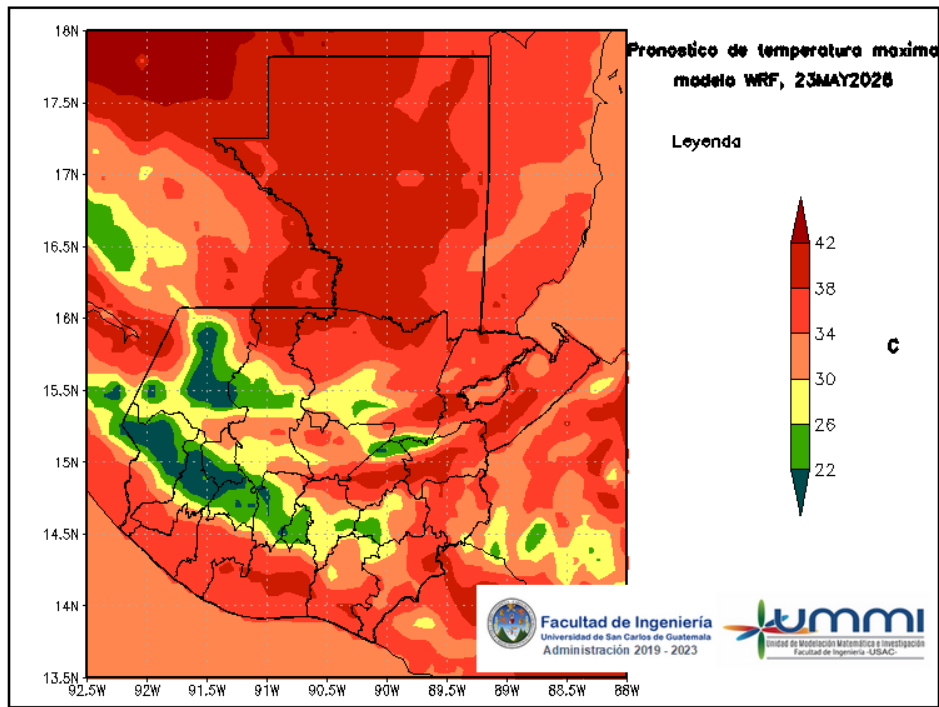 Pronostico de temperatura maxima
modelo WRF, 23MAY2026
Leyenda
18N
17.5N
17N
16.5N
16N
15.5N
15N
14.5N
14N
13.5N
92.5W
92W
91.5W
91W
90.5W
90W
89.5W
89W
88.5W
88W
42
38
34
30
26
22
C
Facultad de Ingeniería
Universidad de San Carlos de Guatemala
Administración 2019 - 2023
ummi
Unidad de Modelación Matemática e Investigación
Facultad de Ingeniería -USAC-